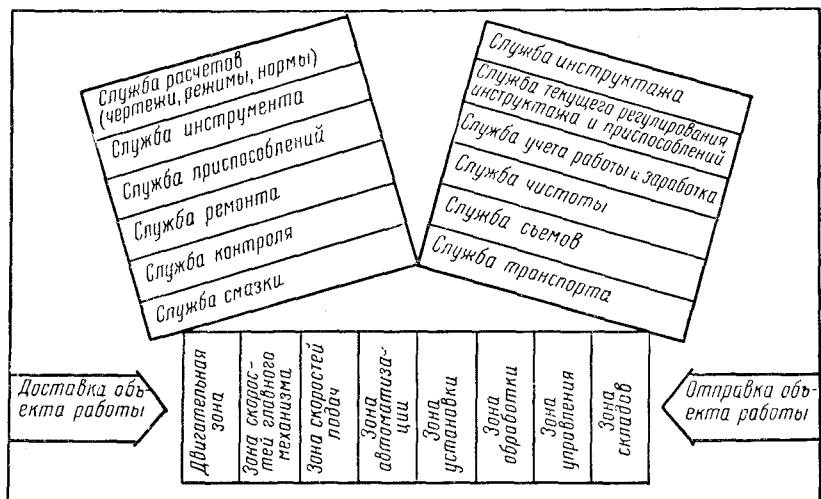 Служба расчетов
(чертежи, режимы, нормы)
Служба инструмента
Служба приспособлений
Служба ремонта
Служба контроля
Служба смазки
Служба инструктажа
Служба текущего регулирования
инструктажа и приспособлений
Служба учета работы и заработка
Служба чистоты
Служба съемов
Служба транспорта
Доставка объ-
екта работы
Двигательная
зона
Зона скорос-
тей главного
механизма
Зона скоростей
подач
Зона
автоматиза-
ции
Зона
установки
Зона
обработки
Зона
управления
Зона
складов
Отправка объ-
екта работы